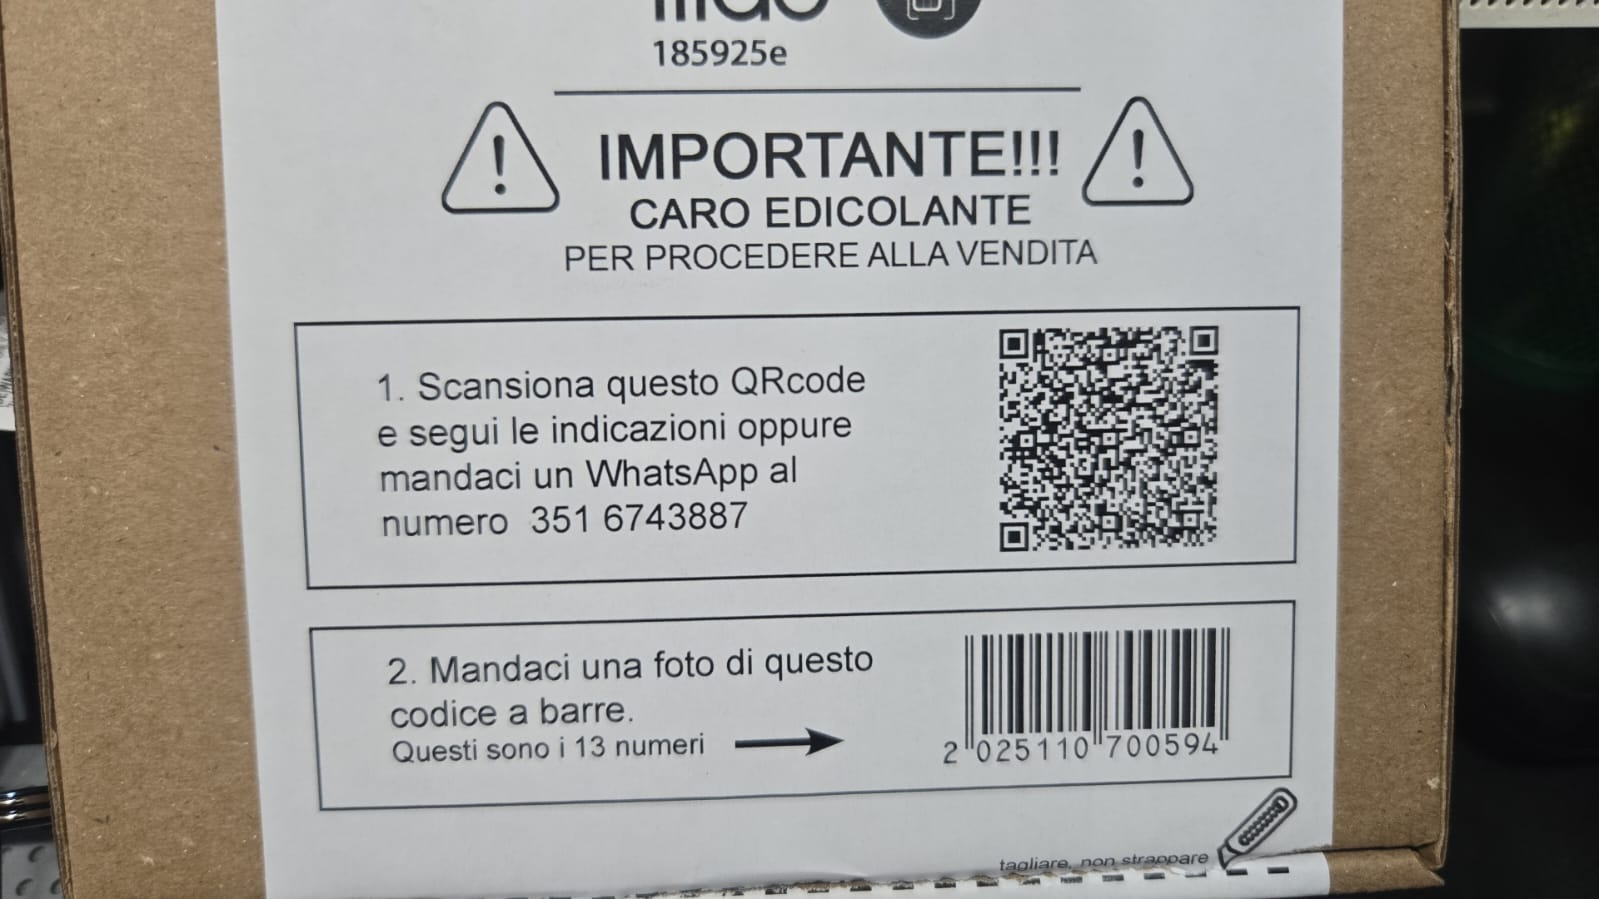 185925e
IMPORTANTE!!!
CARO EDICOLANTE
PER PROCEDERE ALLA VENDITA
1. Scansiona questo QRcode
e segui le indicazioni oppure
mandaci un WhatsApp al
numero 351 6743887
2. Mandaci una foto di questo
codice a barre.
Questi sono i 13 numeri
2 025110 700594
tagliare, non strappare